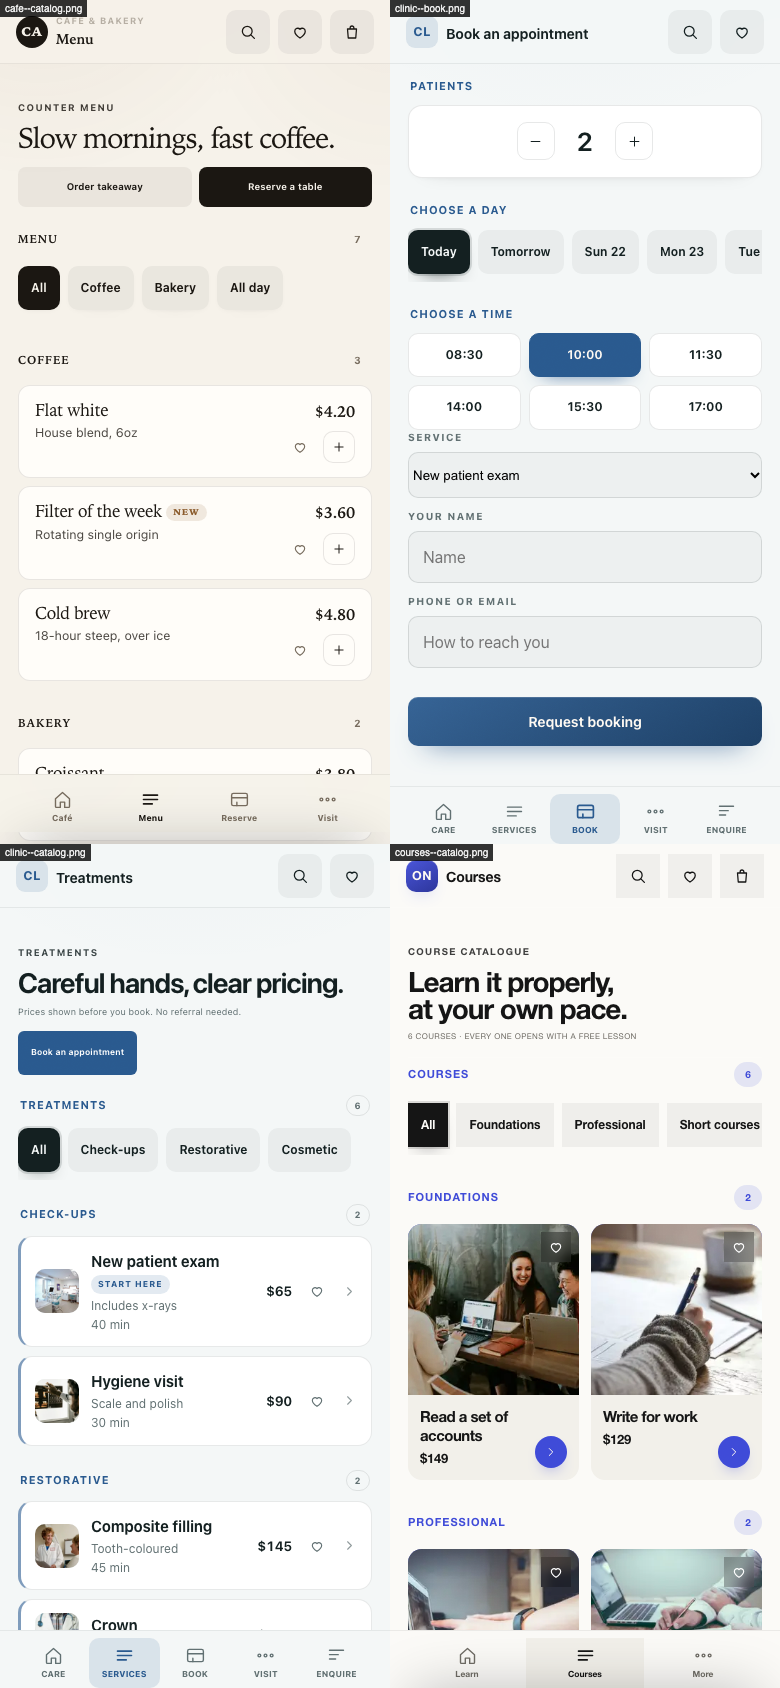 cafe--catalog.png
CAFÉ & BAKERY
CA
Menu
COUNTER MENU
Slow mornings, fast coffee.
Order takeaway
Reserve a table
MENU
7
All
Coffee
Bakery
All day
COFFEE
3
Flat white
$4.20
House blend, 6oz
Filter of the week NEW
$3.60
Rotating single origin
Cold brew
$4.80
18-hour steep, over ice
BAKERY
2
Croissant
$3.80
Café
Menu
Reserve
Visit
clinic--book.png
CL
Book an appointment
PATIENTS
2
CHOOSE A DAY
Today
Tomorrow
Sun 22
Mon 23
Tue
CHOOSE A TIME
08:30
10:00
11:30
14:00
15:30
17:00
SERVICE
New patient exam
YOUR NAME
Name
PHONE OR EMAIL
How to reach you
Request booking
CARE
SERVICES
BOOK
VISIT
ENQUIRE
clinic--catalog.png
CL
Treatments
TREATMENTS
Careful hands, clear pricing.
Prices shown before you book. No referral needed.
Book an appointment
TREATMENTS
6
All
Check-ups
Restorative
Cosmetic
CHECK-UPS
2
New patient exam
START HERE
$65
Includes x-rays
40 min
Hygiene visit
$90
Scale and polish
30 min
RESTORATIVE
2
Composite filling
$145
Tooth-coloured
45 min
Crown
CARE
SERVICES
BOOK
VISIT
ENQUIRE
courses--catalog.png
ON
Courses
COURSE CATALOGUE
Learn it properly,
at your own pace.
6 COURSES · EVERY ONE OPENS WITH A FREE LESSON
COURSES
6
All
Foundations
Professional
Short courses
FOUNDATIONS
2
Read a set of
accounts
$149
Write for work
$129
PROFESSIONAL
2
Learn
Courses
More